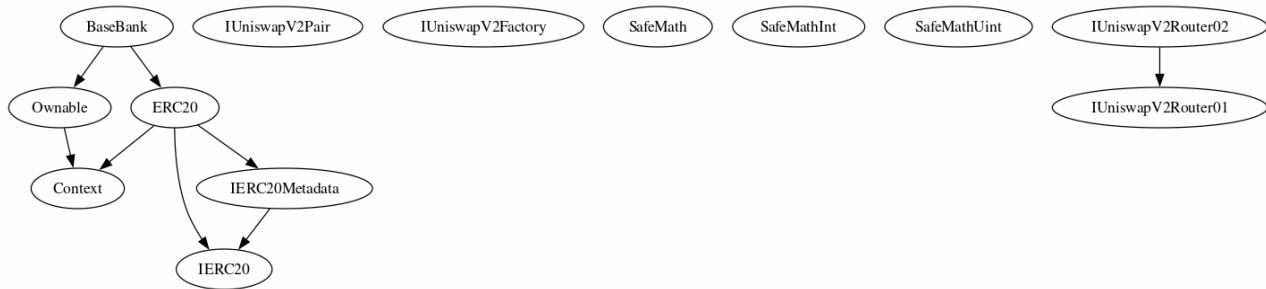 BaseBank
IUniswapV2Pair
IUniswapV2Factory
SafeMath
SafeMathInt
SafeMathUint
IUniswapV2Router02
Ownable
ERC20
IUniswapV2Router01
Context
IERC20Metadata
IERC20